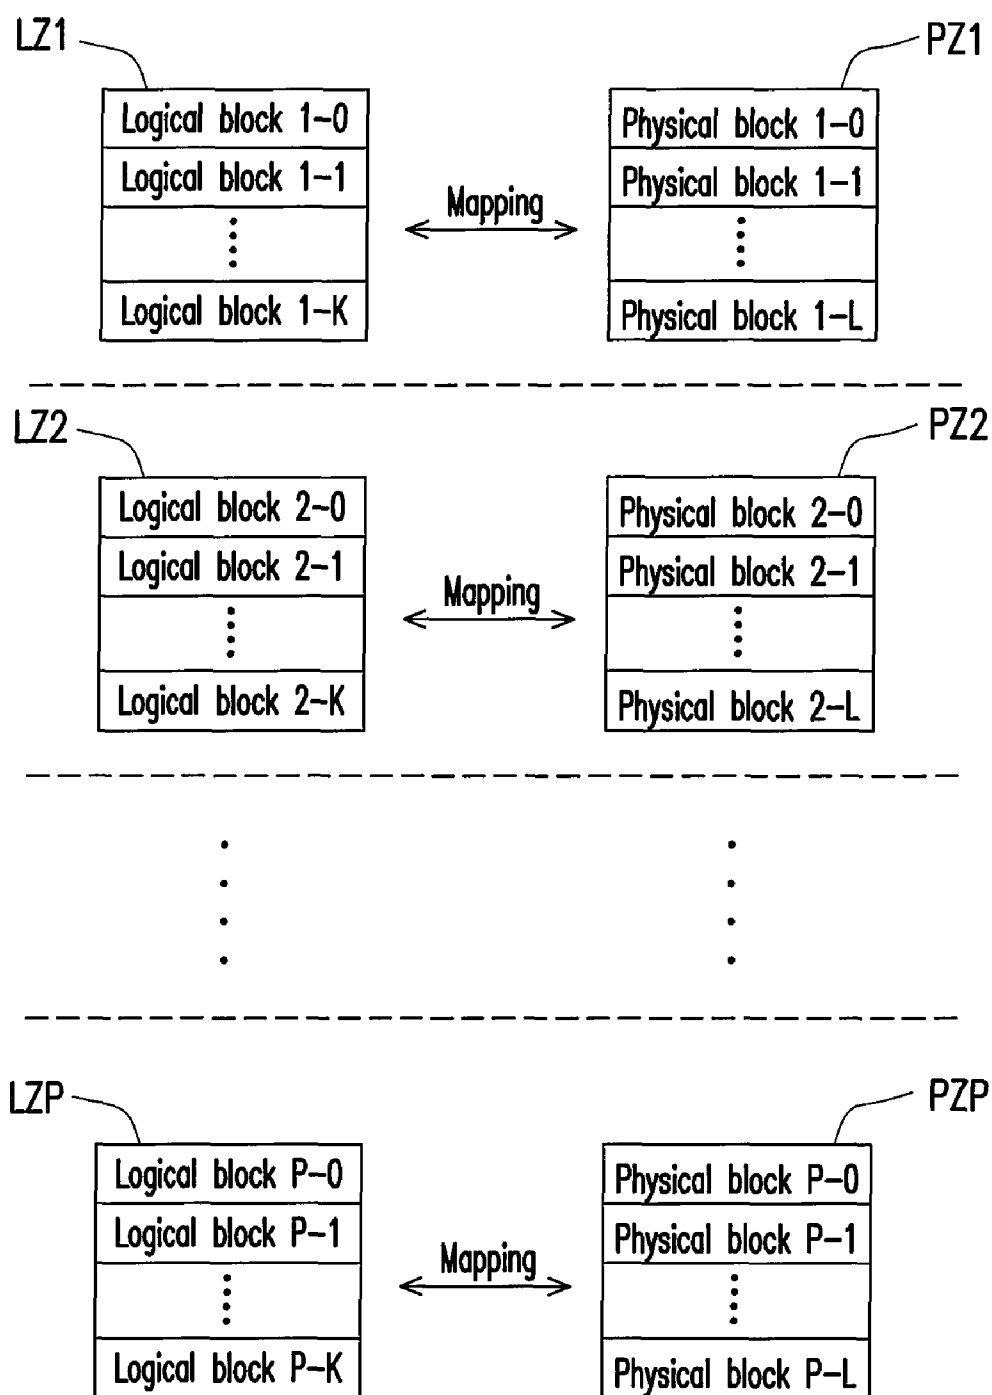 LZ1
PZ1
Logical block 1-0
Physical block 1-0
Logical block 1-1
Physical block 1-1
Mapping
Logical block 1-K
Physical block 1-L
LZ2
PZ2
Logical block 2~0
Physical block 2-0
Logical block 2-1
Physical block 2-1
Mapping
Logical block 2-K
Physical block 2-L
LZP
PZP
Logical block P-0
Physical block P-0
Logical block P-1
Physical block P-1
Mapping
Logical block P-K
Physical block P-L